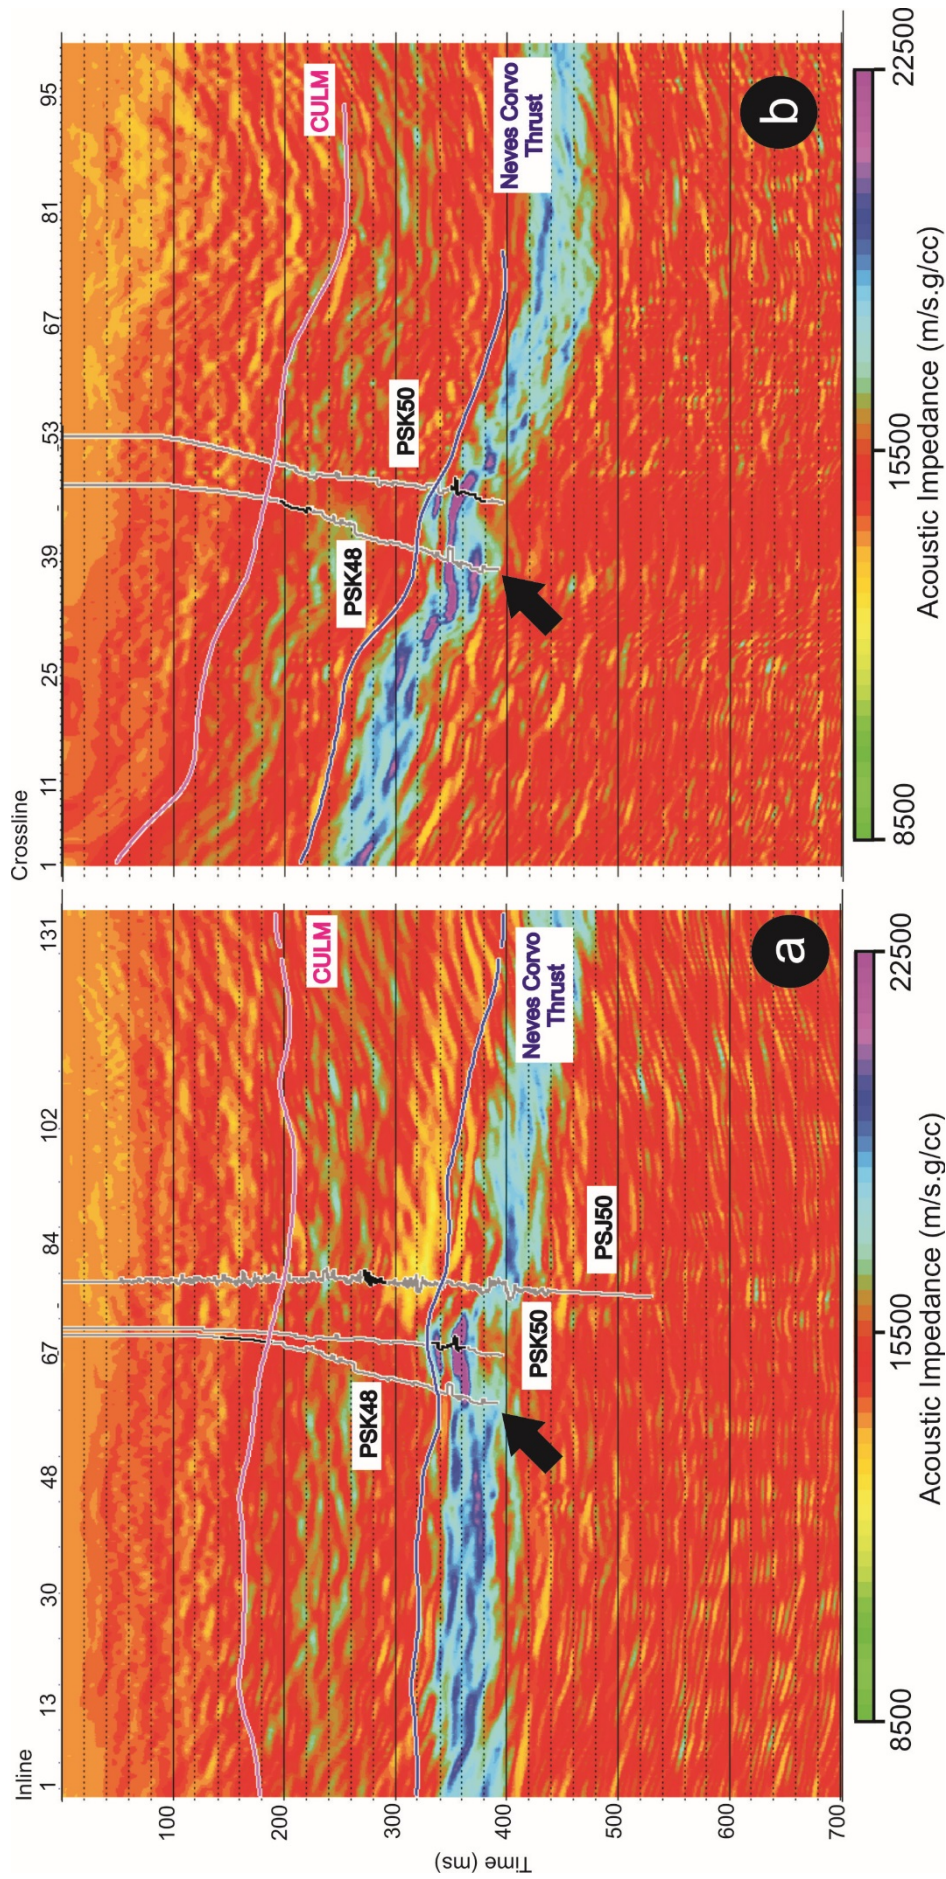 Inline
1 13 30 48 67 - 84 102 131
Time (ms)
100
200
300
400
500
600
700
CULM
PSK48
PSK50
PSJ50
Neves Corvo
Thrust
a
8500 15500 22500
Acoustic Impedance (m/s.g/cc)
Crossline
1 11 25 39 - 53 67 81 95
CULM
PSK48
PSK50
Neves Corvo
Thrust
b
8500 15500 22500
Acoustic Impedance (m/s.g/cc)